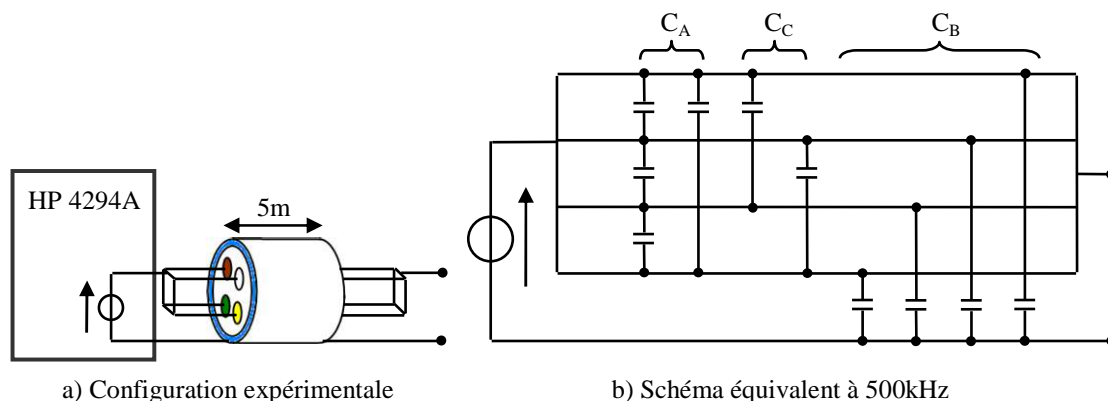 C_A
C_C
C_B
HP 4294A
5m
a) Configuration expérimentale
b) Schéma équivalent à 500kHz